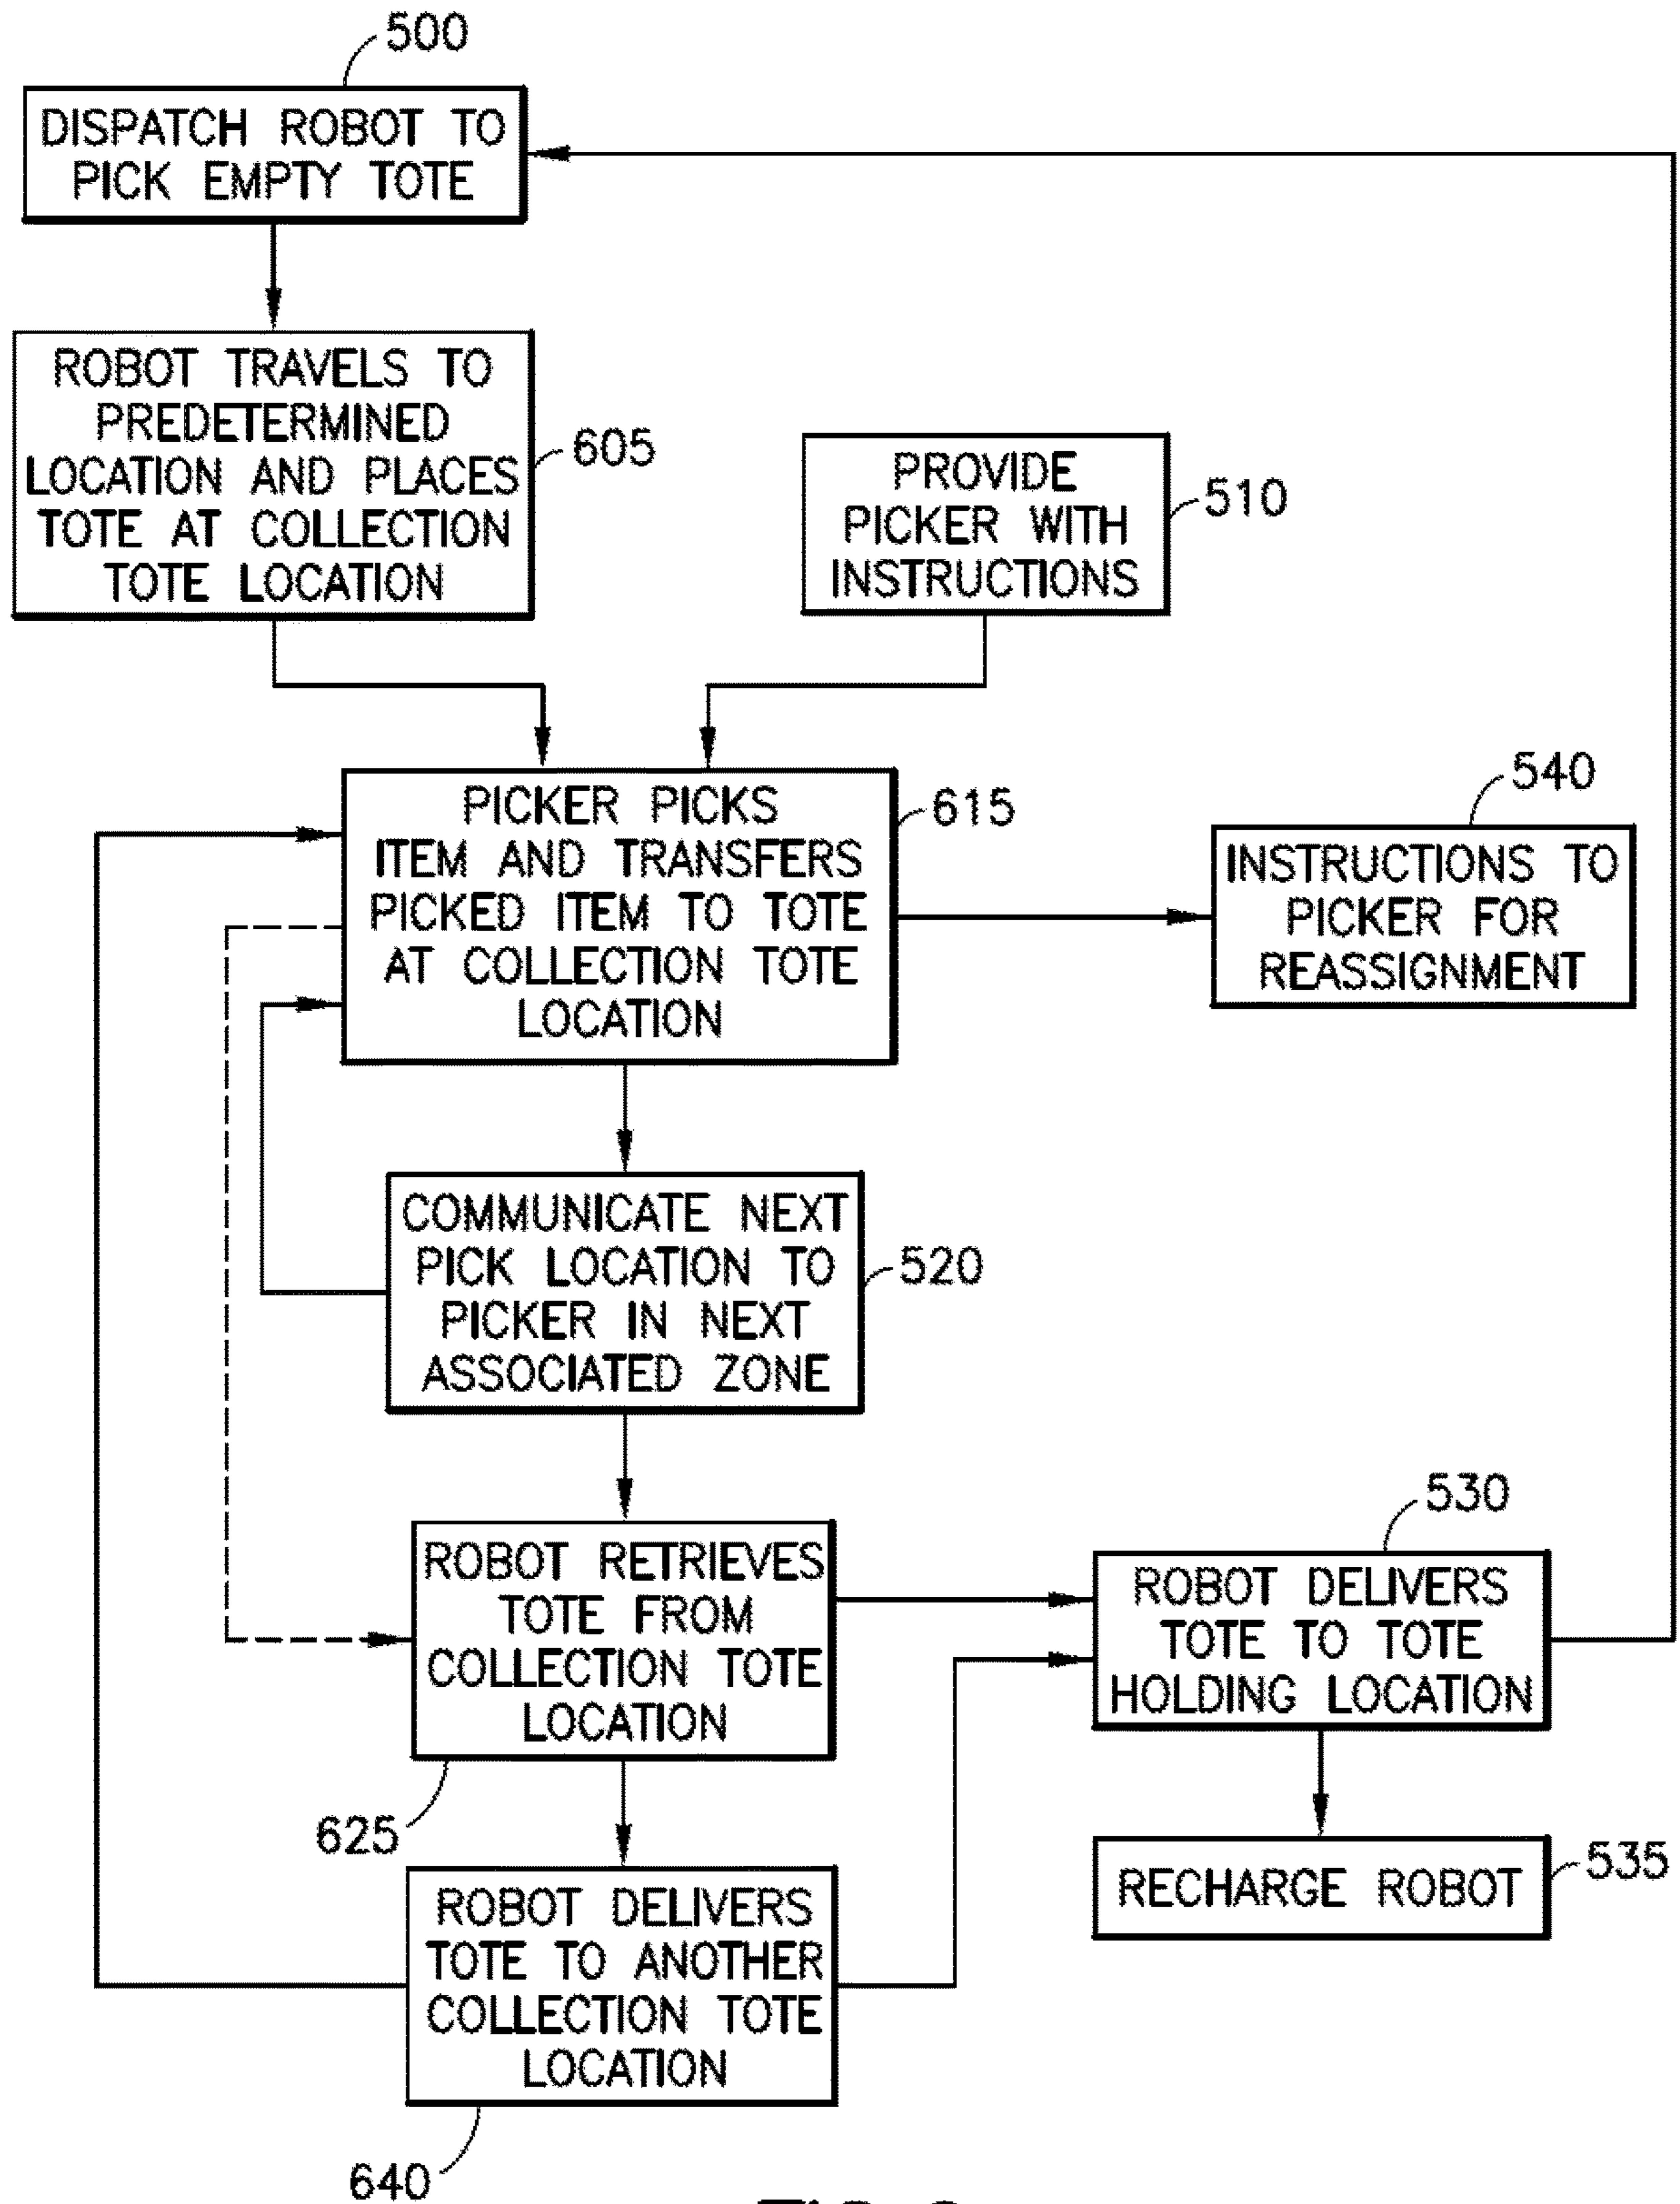 500
DISPATCH ROBOT TO
PICK EMPTY TOTE
ROBOT TRAVELS TO
PREDETERMINED
LOCATION AND PLACES
TOTE AT COLLECTION
TOTE LOCATION
605
PROVIDE
PICKER WITH
INSTRUCTIONS
510
PICKER PICKS
ITEM AND TRANSFERS
PICKED ITEM TO TOTE
AT COLLECTION TOTE
LOCATION
615
540
INSTRUCTIONS TO
PICKER FOR
REASSIGNMENT
COMMUNICATE NEXT
PICK LOCATION TO
PICKER IN NEXT
ASSOCIATED ZONE
520
ROBOT RETRIEVES
TOTE FROM
COLLECTION TOTE
LOCATION
625
530
ROBOT DELIVERS
TOTE TO TOTE
HOLDING LOCATION
RECHARGE ROBOT
535
ROBOT DELIVERS
TOTE TO ANOTHER
COLLECTION TOTE
LOCATION
640